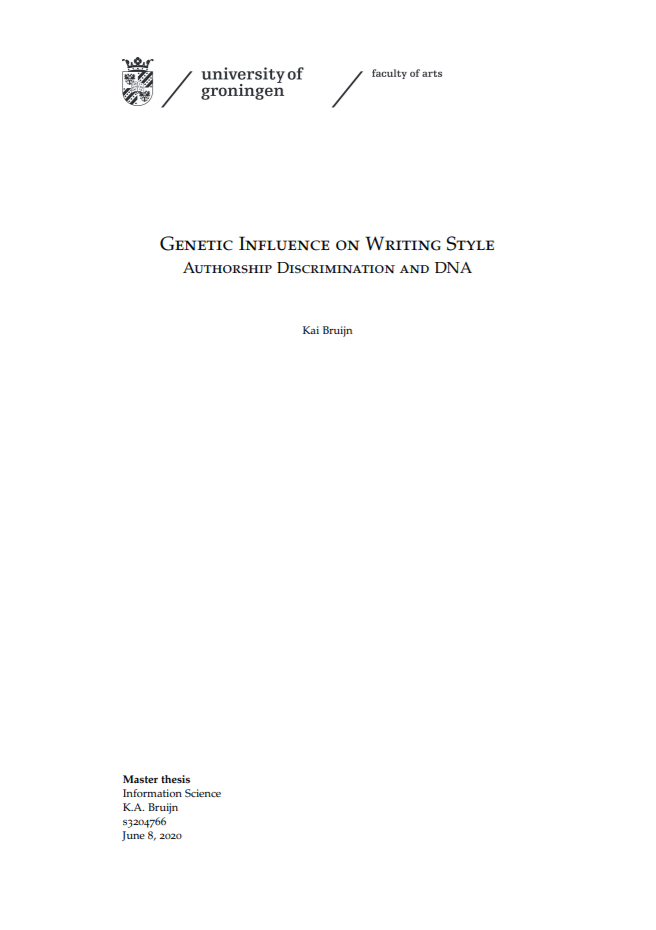 university of
groningen
faculty of arts
Genetic Influence on Writing Style
Authorship Discrimination and DNA
Kai Bruijn
Master thesis
Information Science
K.A. Bruijn
s3204766
June 8, 2020